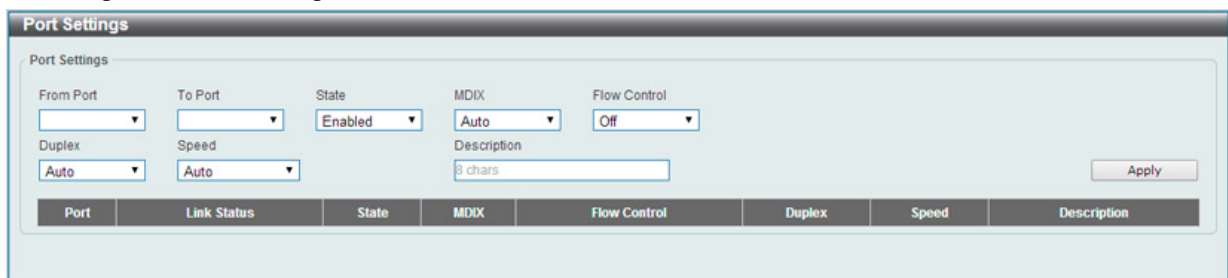 Port Settings
Port Settings
From Port To Port State MDIX Flow Control
Enabled Auto Off
Duplex Speed Description
Auto Auto 8 chars Apply
Port Link Status State MDIX Flow Control Duplex Speed Description